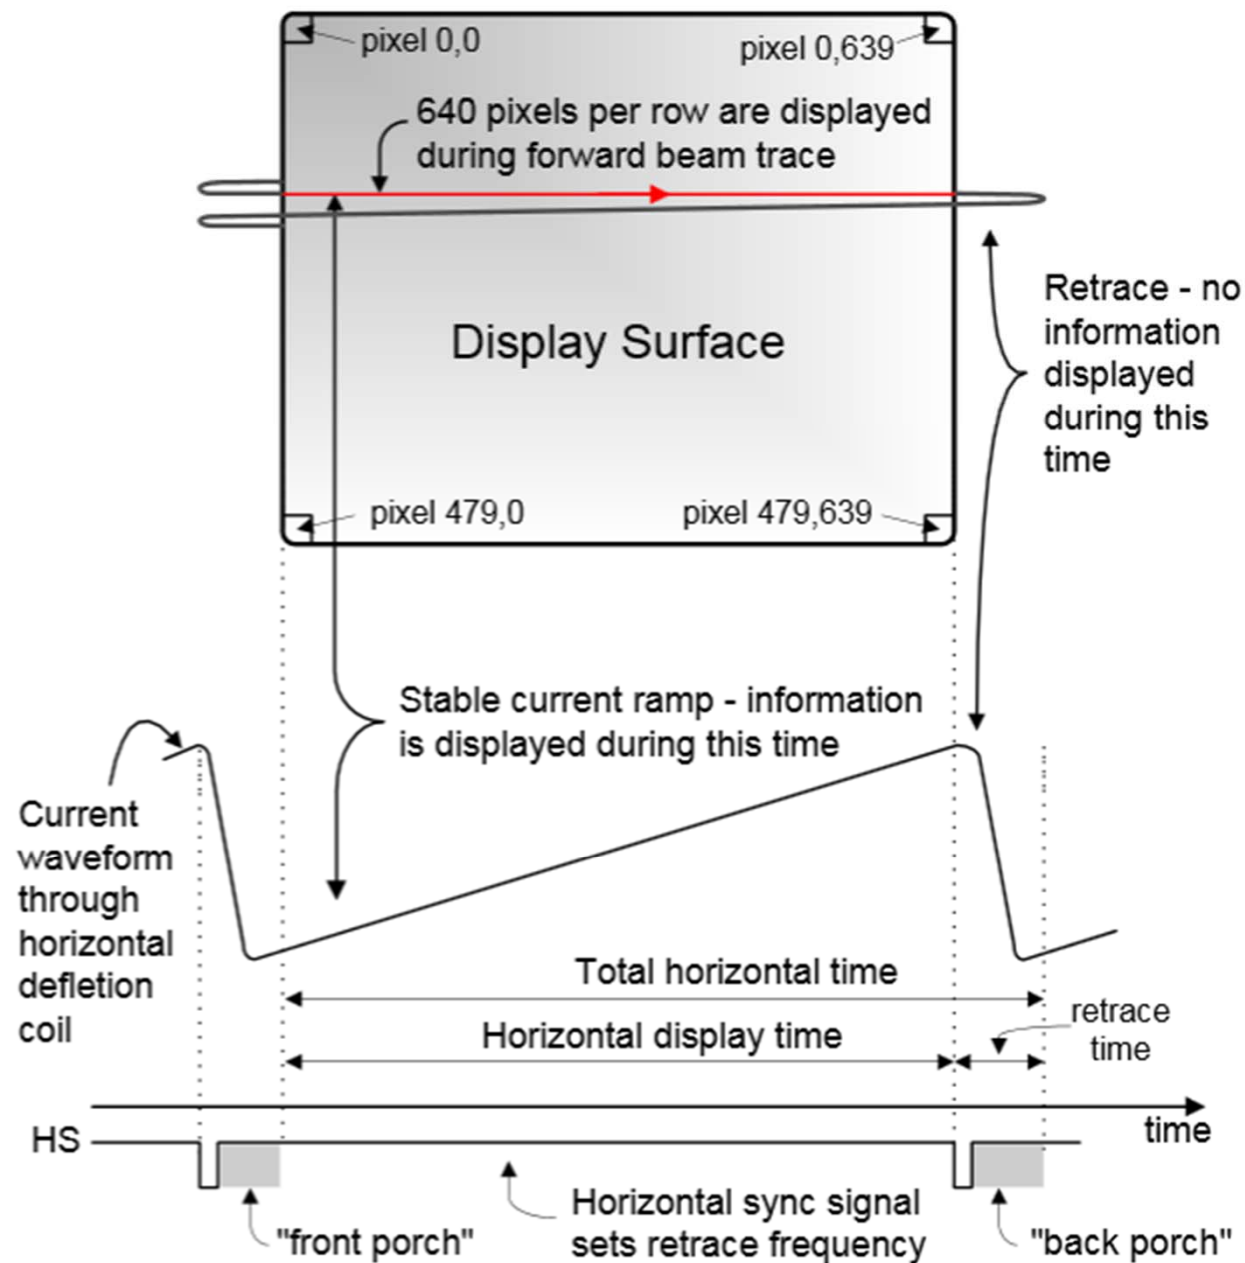 pixel 0,0
pixel 0,639
640 pixels per row are displayed
during forward beam trace
Display Surface
Retrace - no
information
displayed
during this
time
pixel 479,0
pixel 479,639
Stable current ramp - information
is displayed during this time
Current
waveform
through
horizontal
defletion
coil
Total horizontal time
Horizontal display time
retrace
time
HS
time
"front porch"
Horizontal sync signal
sets retrace frequency
"back porch"